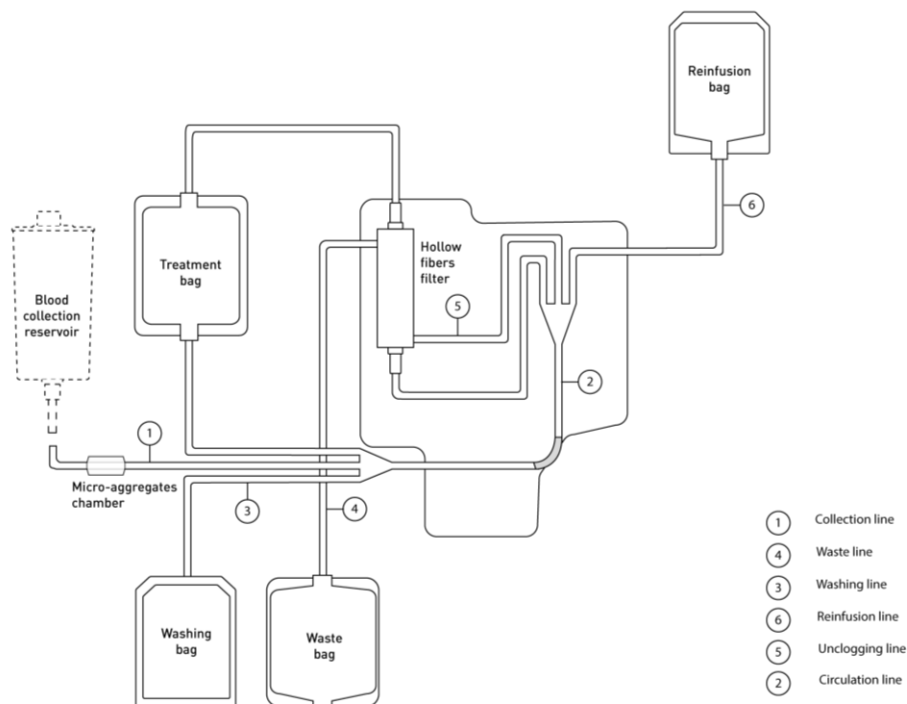 Reinfusion
bag
6
Treatment
bag
Hollow
fibers
filter
Blood
collection
reservoir
5
2
1
Micro-aggregates
chamber
3
4
Washing
bag
Waste
bag
1 Collection line
4 Waste line
3 Washing line
6 Reinfusion line
5 Unclogging line
2 Circulation line